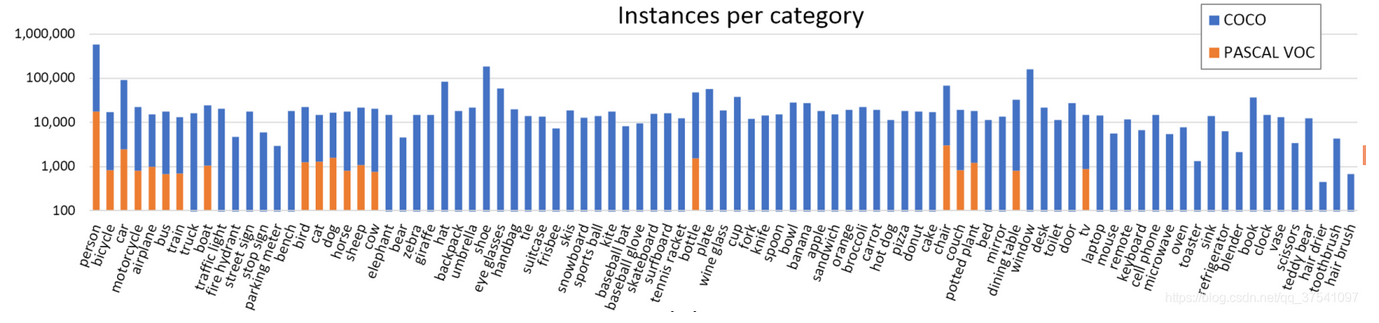 Instances per category
COCO
PASCAL VOC
1,000,000
100,000
10,000
1,000
100
person
bicycle
car
motorcycle
airplane
bus
train
truck
boat
traffic light
fire hydrant
street sign
stop sign
parking meter
bench
bird
cat
dog
horse
sheep
cow
elephant
bear
zebra
giraffe
hat
backpack
umbrella
shoe
eye glasses
handbag
tie
suitcase
frisbee
skis
snowboard
sports ball
kite
baseball bat
baseball glove
skateboard
surfboard
tennis racket
bottle
plate
wine glass
cup
fork
knife
spoon
bowl
banana
apple
sandwich
orange
broccoli
carrot
hot dog
pizza
donut
cake
chair
couch
potted plant
bed
mirror
dining table
window
desk
toilet
door
tv
laptop
mouse
remote
keyboard
cell phone
microwave
oven
toaster
sink
refrigerator
blender
book
clock
vase
scissors
teddy bear
hair drier
toothbrush
hair brush
https://blog.csdn.net/qq_37541097